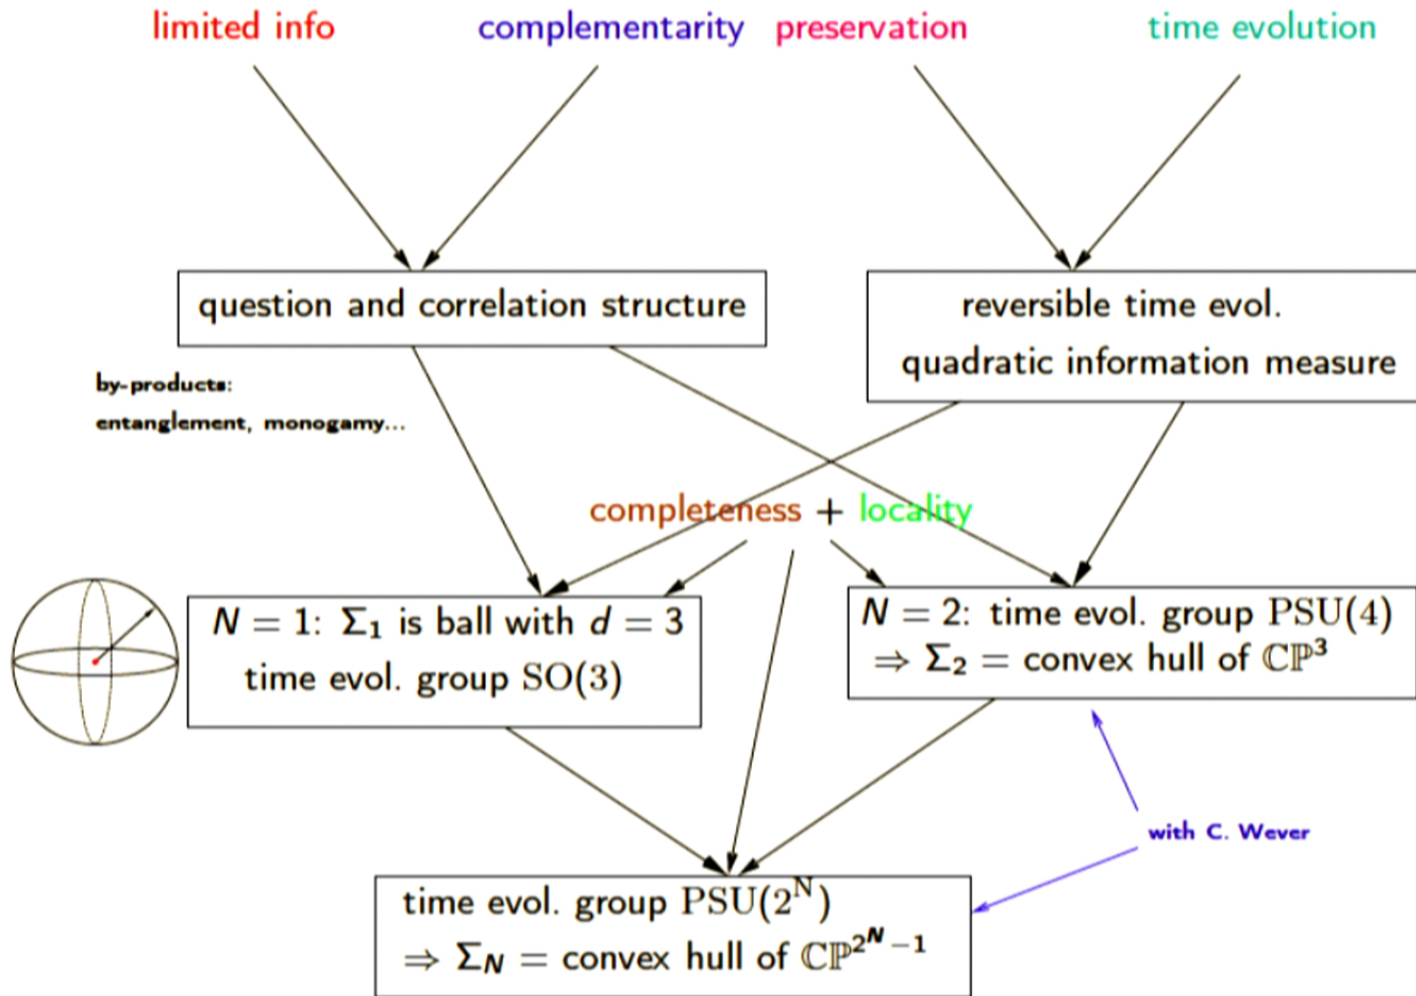 limited info complementarity preservation time evolution
question and correlation structure
reversible time evol.
quadratic information measure
by-products:
entanglement, monogamy...
completeness + locality
N = 1: Σ₁ is ball with d = 3
time evol. group SO(3)
N = 2: time evol. group PSU(4)
⇒ Σ₂ = convex hull of ℂℙ³
with C. Wever
time evol. group PSU(2ᴺ)
⇒ Σ_N = convex hull of ℂℙ^{2^N −1}